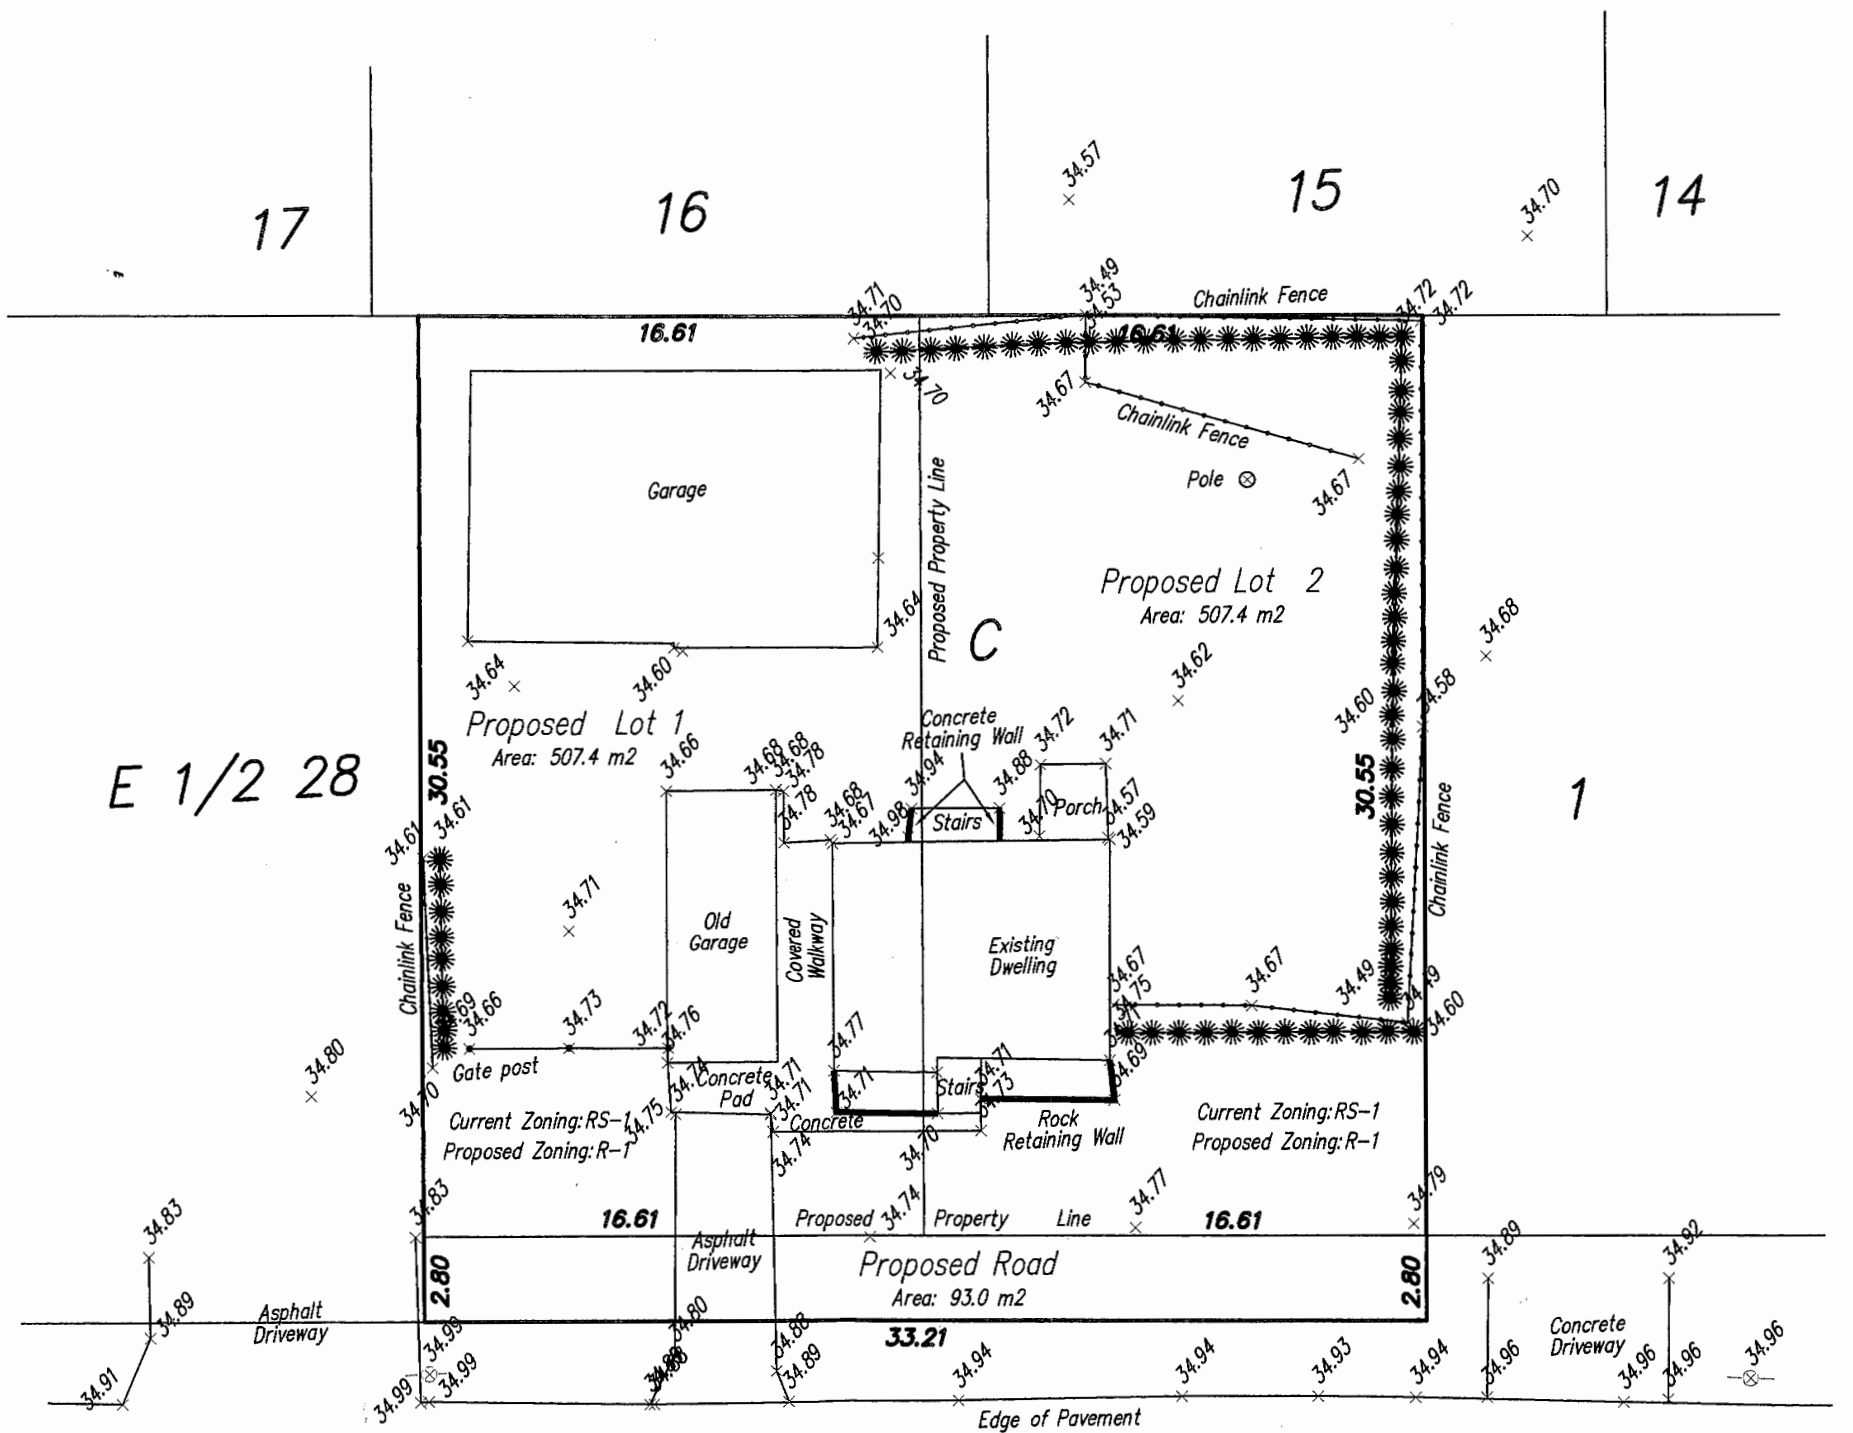 17
16
15
14
34.57
34.70
34.49
34.53
Chainlink Fence
34.72
34.72
34.71
34.70
16.61
16.61
34.70
34.67
Chainlink Fence
Pole
34.67
Garage
Proposed Property Line
34.64
Proposed Lot 2
Area: 507.4 m2
C
34.68
34.62
34.64
34.60
34.60
34.58
Proposed Lot 1
Area: 507.4 m2
Concrete
Retaining Wall
34.72
34.71
34.66
34.68
34.68
34.78
34.78
34.94
34.88
E 1/2 28
30.55
30.55
1
34.61
34.61
34.68
34.67
34.98
Stairs
34.70
Porch
34.57
34.59
Chainlink Fence
Chainlink Fence
34.71
Old
Garage
Covered
Walkway
Existing
Dwelling
34.67
34.75
34.71
34.67
34.49
34.49
34.60
34.69
34.66
34.73
34.72
34.76
34.77
34.80
Gate post
34.70
34.74
Concrete
Pad
34.71
34.71
34.71
Stairs
34.71
34.73
34.69
Current Zoning: RS-1
Proposed Zoning: R-1
34.75
Concrete
34.74
34.70
Rock
Retaining Wall
Current Zoning: RS-1
Proposed Zoning: R-1
34.83
34.83
16.61
Proposed
34.74
Property
Line
34.77
16.61
34.79
34.89
34.92
Asphalt
Driveway
Proposed Road
Area: 93.0 m2
2.80
2.80
34.89
Asphalt
Driveway
34.99
34.80
34.88
33.21
Concrete
Driveway
34.96
34.91
34.99
34.99
34.89
34.94
34.94
34.93
34.94
34.96
34.96
34.96
Edge of Pavement